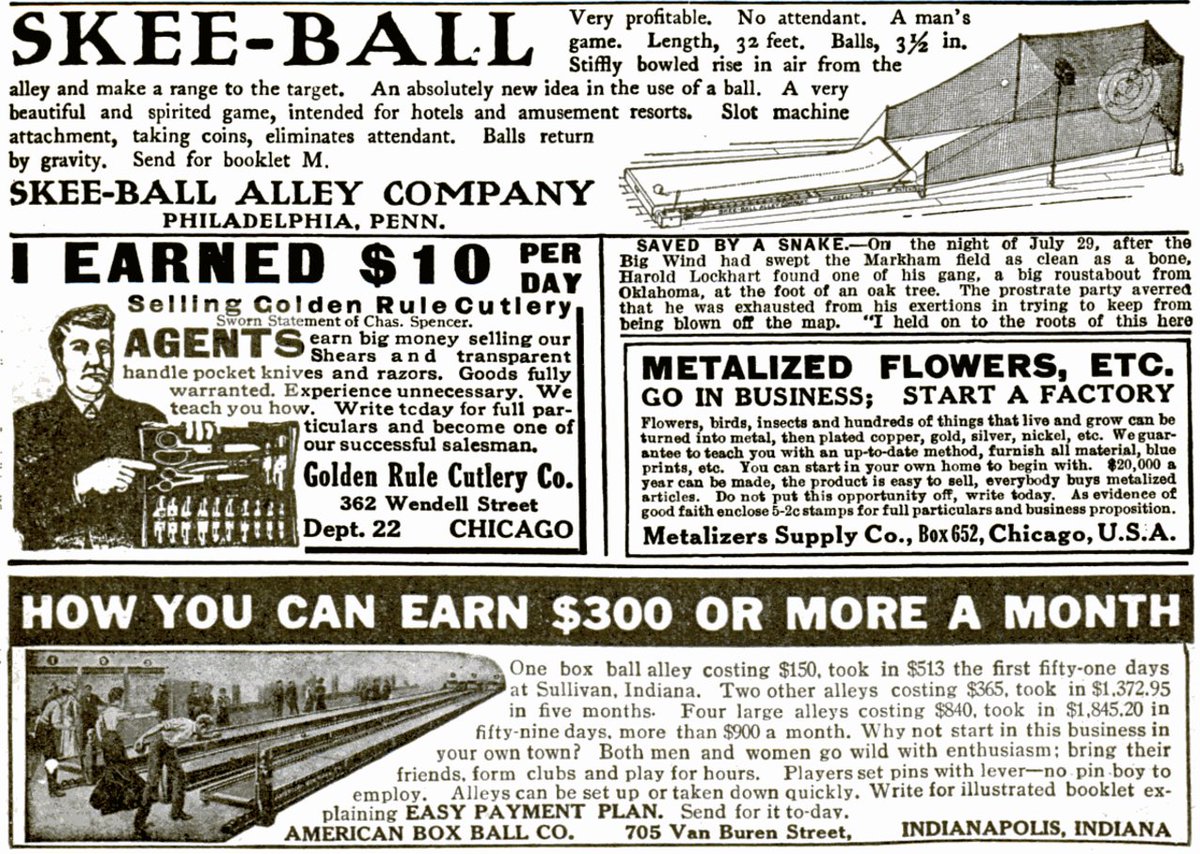 SKEE-BALL
Very profitable. No attendant. A man's
game. Length, 32 feet. Balls, 3½ in.
Stiffly bowled rise in air from the
alley and make a range to the target. An absolutely new idea in the use of a ball. A very
beautiful and spirited game, intended for hotels and amusement resorts. Slot machine
attachment, taking coins, eliminates attendant. Balls return
by gravity. Send for booklet M.
SKEE-BALL ALLEY COMPANY
PHILADELPHIA, PENN.
SKEE-BALL ALLEY COMPANY PHILADELPHIA
I EARNED $10 PER
DAY
Selling Golden Rule Cutlery
Sworn Statement of Chas. Spencer.
AGENTS earn big money selling our
Shears and transparent
handle pocket knives and razors. Goods fully
warranted. Experience unnecessary. We
teach you how. Write tcday for full par-
ticulars and become one of
our successful salesman.
Golden Rule Cutlery Co.
362 Wendell Street
Dept. 22 CHICAGO
SAVED BY A SNAKE.—On the night of July 29, after the
Big Wind had swept the Markham field as clean as a bone,
Harold Lockhart found one of his gang, a big roustabout from
Oklahoma, at the foot of an oak tree. The prostrate party averred
that he was exhausted from his exertions in trying to keep from
being blown off the map. "I held on to the roots of this here
METALIZED FLOWERS, ETC.
GO IN BUSINESS; START A FACTORY
Flowers, birds, insects and hundreds of things that live and grow can be
turned into metal, then plated copper, gold, silver, nickel, etc. We guar-
antee to teach you with an up-to-date method, furnish all material, blue
prints, etc. You can start in your own home to begin with. $20,000 a
year can be made, the product is easy to sell, everybody buys metalized
articles. Do not put this opportunity off, write today. As evidence of
good faith enclose 5-2c stamps for full particulars and business proposition.
Metalizers Supply Co., Box 652, Chicago, U.S.A.
HOW YOU CAN EARN $300 OR MORE A MONTH
One box ball alley costing $150, took in $513 the first fifty-one days
at Sullivan, Indiana. Two other alleys costing $365, took in $1,372.95
in five months. Four large alleys costing $840, took in $1,845.20 in
fifty-nine days, more than $900 a month. Why not start in this business in
your own town? Both men and women go wild with enthusiasm; bring their
friends, form clubs and play for hours. Players set pins with lever—no pin boy to
employ. Alleys can be set up or taken down quickly. Write for illustrated booklet ex-
plaining EASY PAYMENT PLAN. Send for it to-day.
AMERICAN BOX BALL CO. 705 Van Buren Street, INDIANAPOLIS, INDIANA